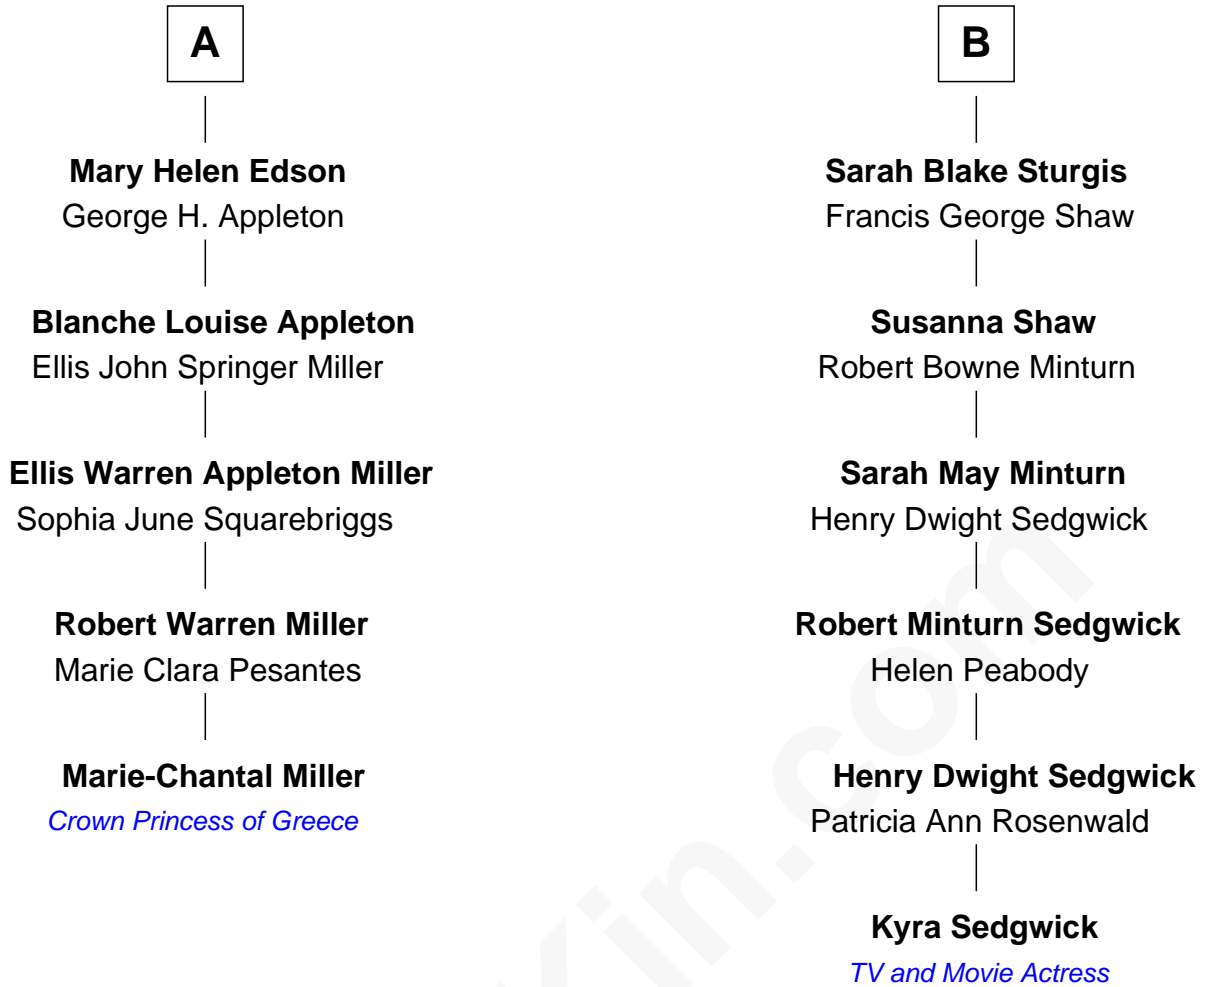 A
Mary Helen Edson
George H. Appleton
Blanche Louise Appleton
Ellis John Springer Miller
Ellis Warren Appleton Miller
Sophia June Squarebriggs
Robert Warren Miller
Marie Clara Pesantes
Marie-Chantal Miller
Crown Princess of Greece
B
Sarah Blake Sturgis
Francis George Shaw
Susanna Shaw
Robert Bowne Minturn
Sarah May Minturn
Henry Dwight Sedgwick
Robert Minturn Sedgwick
Helen Peabody
Henry Dwight Sedgwick
Patricia Ann Rosenwald
Kyra Sedgwick
TV and Movie Actress
Kin.com